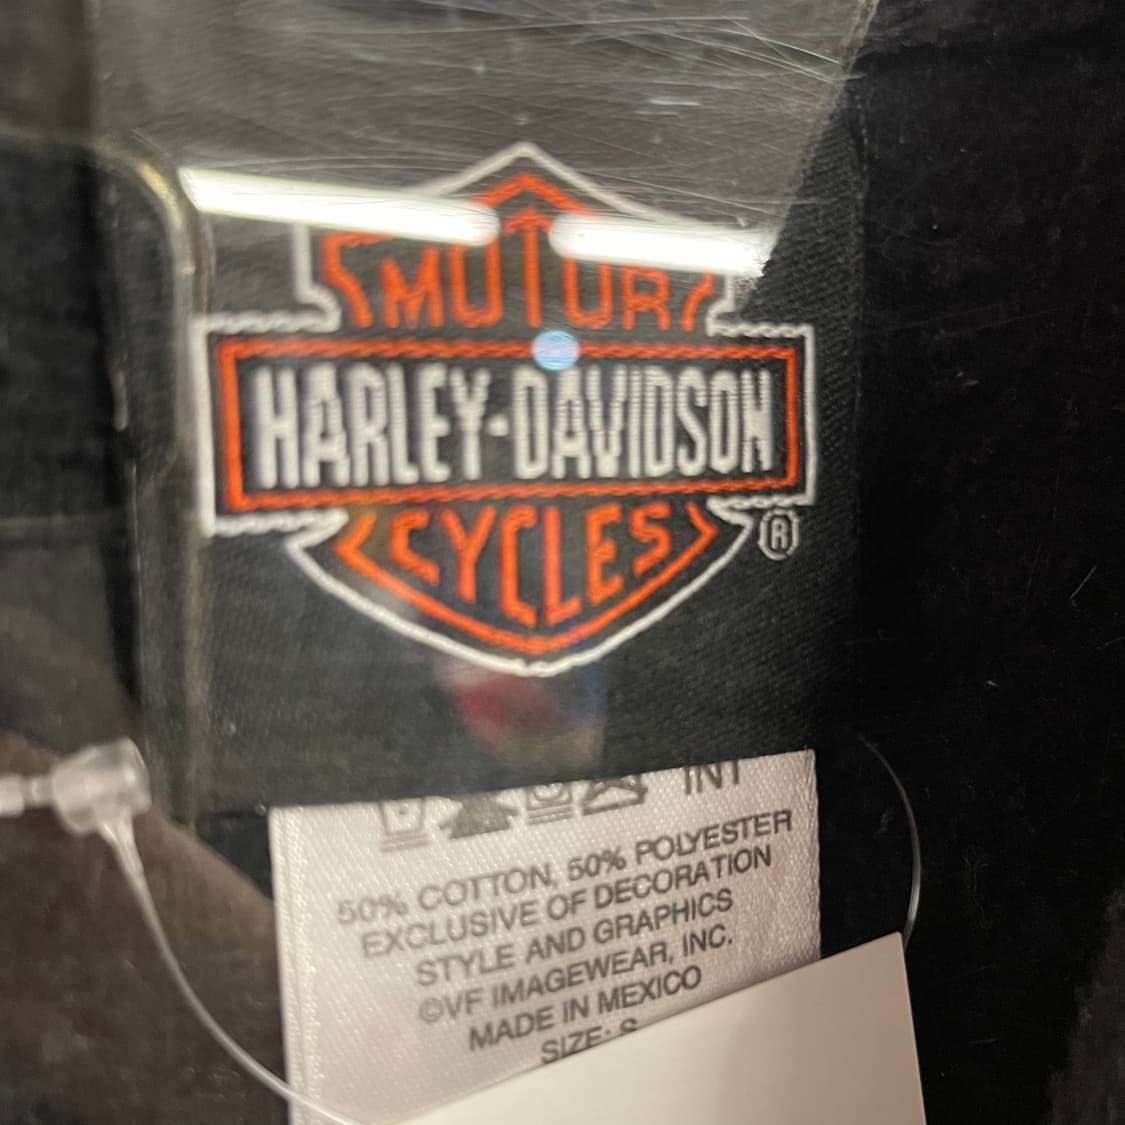 MOTOR
HARLEY-DAVIDSON
CYCLES
®
INT
50% COTTON, 50% POLYESTER
EXCLUSIVE OF DECORATION
STYLE AND GRAPHICS
©VF IMAGEWEAR, INC.
MADE IN MEXICO
SIZE: S